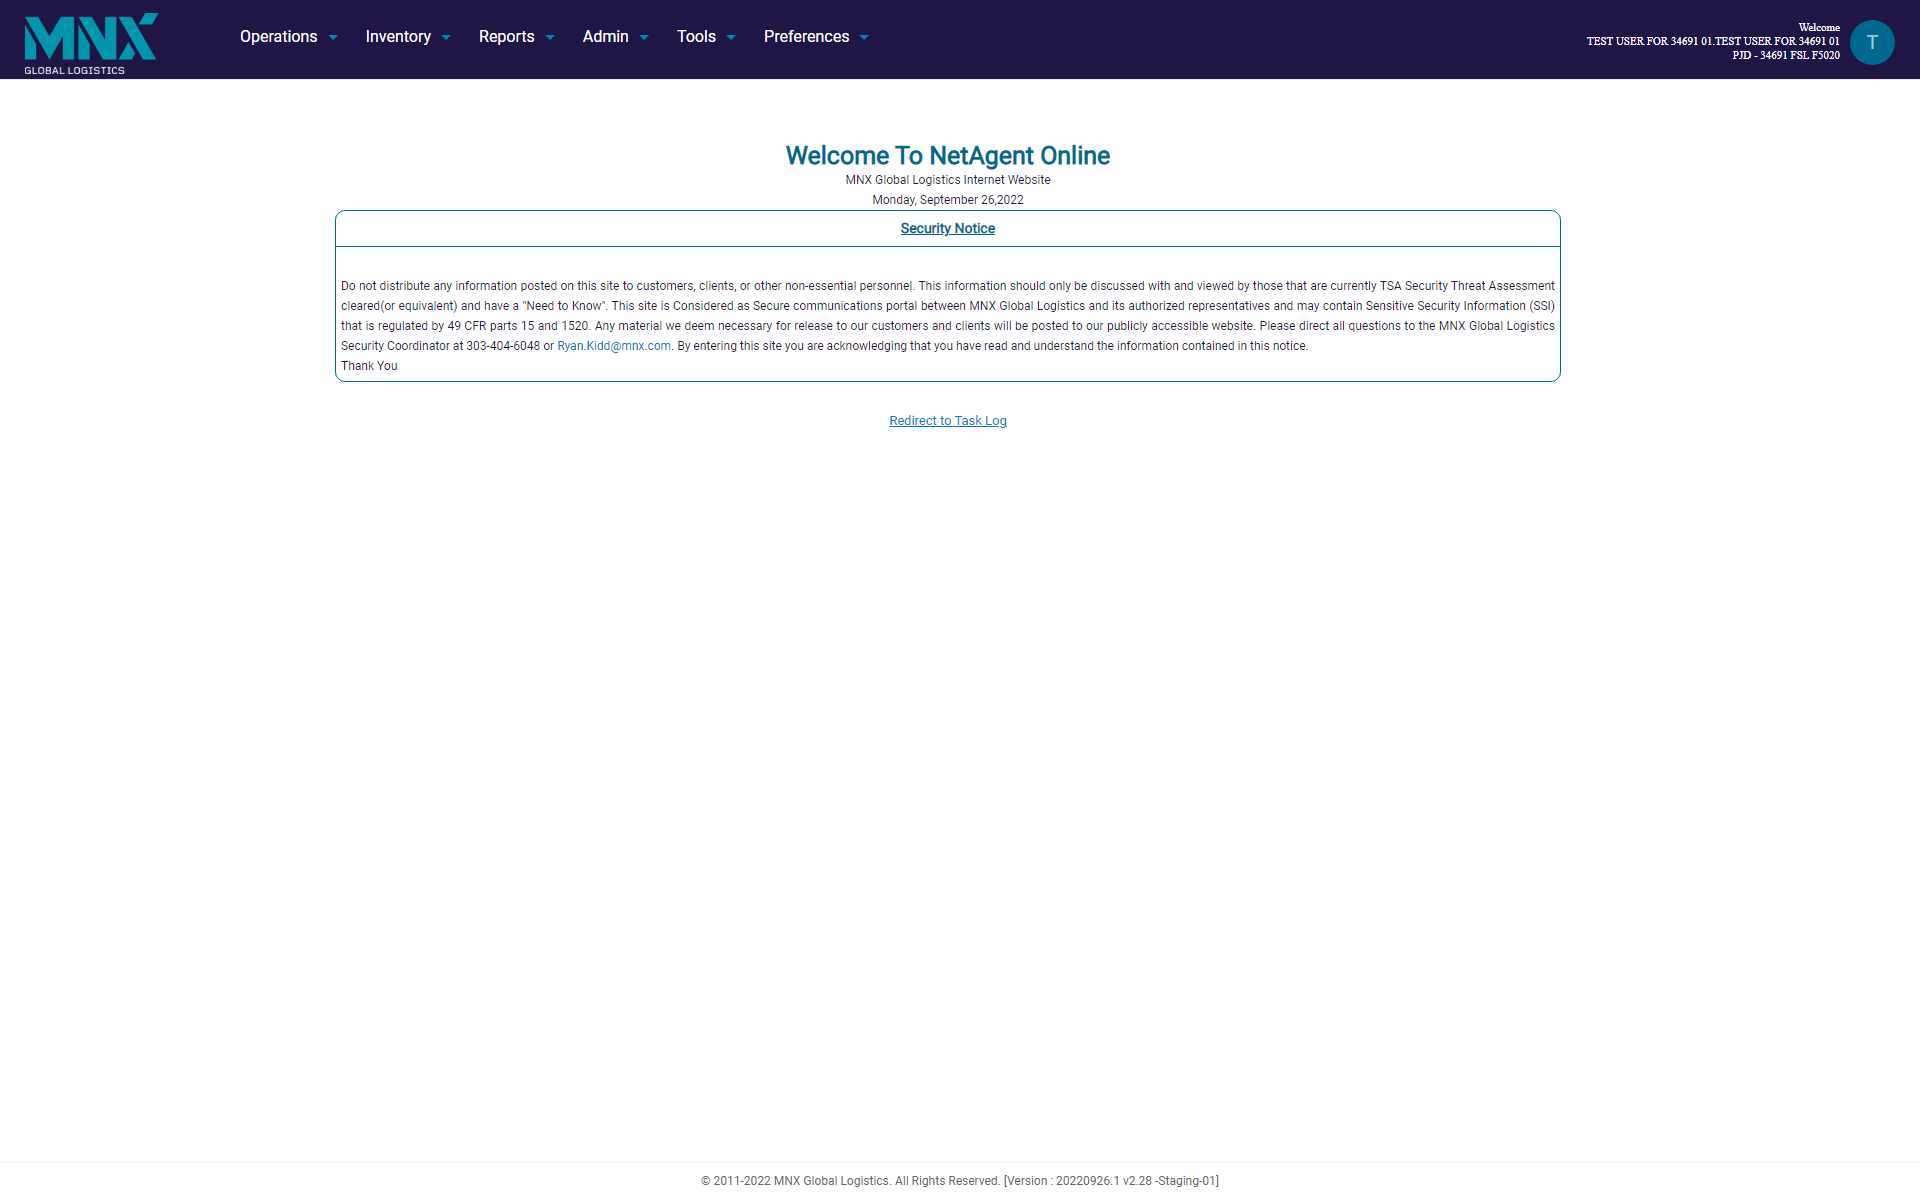 MNX
GLOBAL LOGISTICS
Operations Inventory Reports Admin Tools Preferences
Welcome
TEST USER FOR 34691 01.TEST USER FOR 34691 01
PJD - 34691 FSL F5020
T
Welcome To NetAgent Online
MNX Global Logistics Internet Website
Monday, September 26,2022
Security Notice
Do not distribute any information posted on this site to customers, clients, or other non-essential personnel. This information should only be discussed with and viewed by those that are currently TSA Security Threat Assessment
cleared(or equivalent) and have a "Need to Know". This site is Considered as Secure communications portal between MNX Global Logistics and its authorized representatives and may contain Sensitive Security Information (SSI)
that is regulated by 49 CFR parts 15 and 1520. Any material we deem necessary for release to our customers and clients will be posted to our publicly accessible website. Please direct all questions to the MNX Global Logistics
Security Coordinator at 303-404-6048 or Ryan.Kidd@mnx.com. By entering this site you are acknowledging that you have read and understand the information contained in this notice.
Thank You
Redirect to Task Log
© 2011-2022 MNX Global Logistics. All Rights Reserved. [Version : 20220926.1 v2.28 -Staging-01]